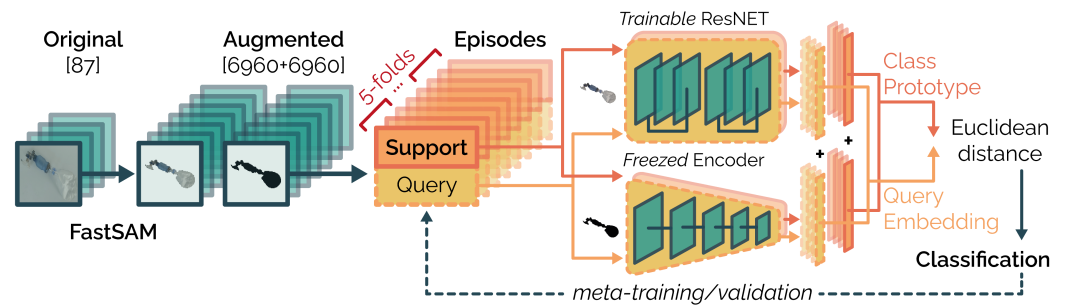 Original
[87]
Augmented
[6960+6960]
Episodes
5-folds
...
FastSAM
Support
Query
Trainable ResNET
Freezed Encoder
+
+
Class
Prototype
Euclidean
distance
Query
Embedding
Classification
meta-training/validation